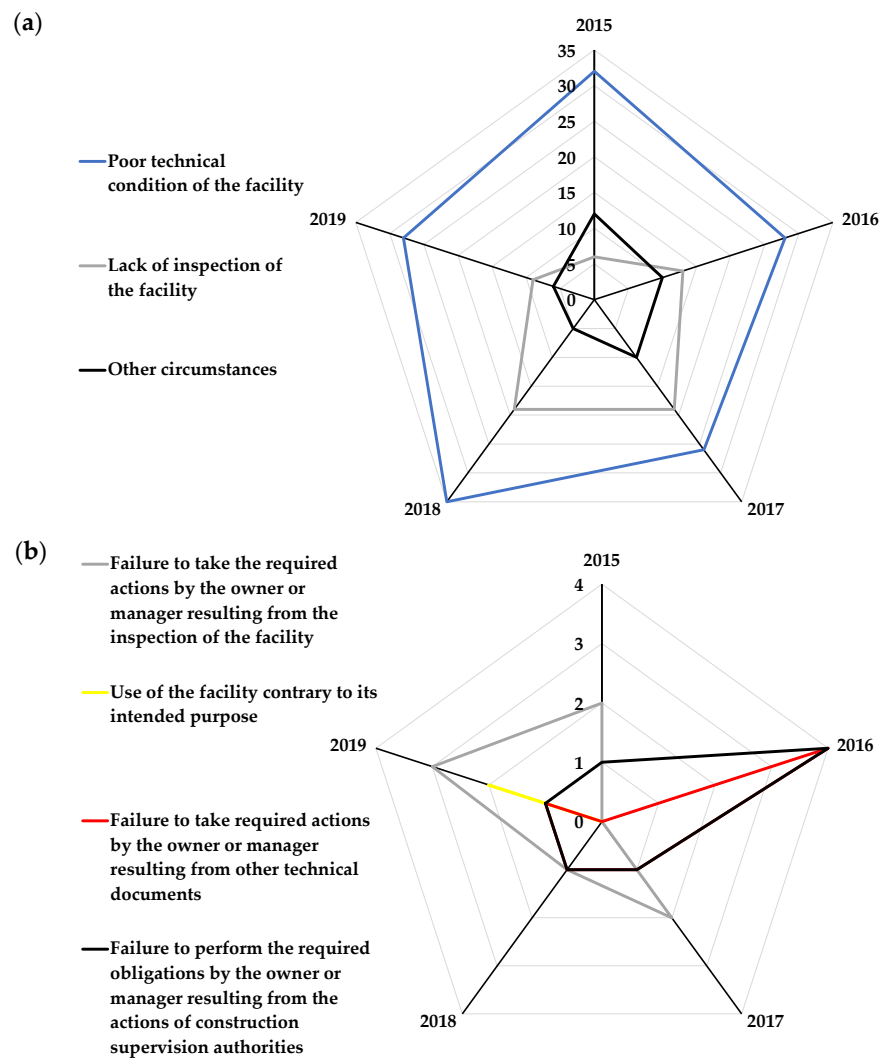 (a)
2015
35
30
25
20
15
10
5
0
2016
2017
2018
2019
Poor technical
condition of the facility
Lack of inspection of
the facility
Other circumstances
(b)
Failure to take the required
actions by the owner or
manager resulting from the
inspection of the facility
Use of the facility contrary to its
intended purpose
Failure to take required actions
by the owner or manager
resulting from other technical
documents
Failure to perform the required
obligations by the owner or
manager resulting from the
actions of construction
supervision authorities
2015
4
3
2
1
0
2016
2017
2018
2019